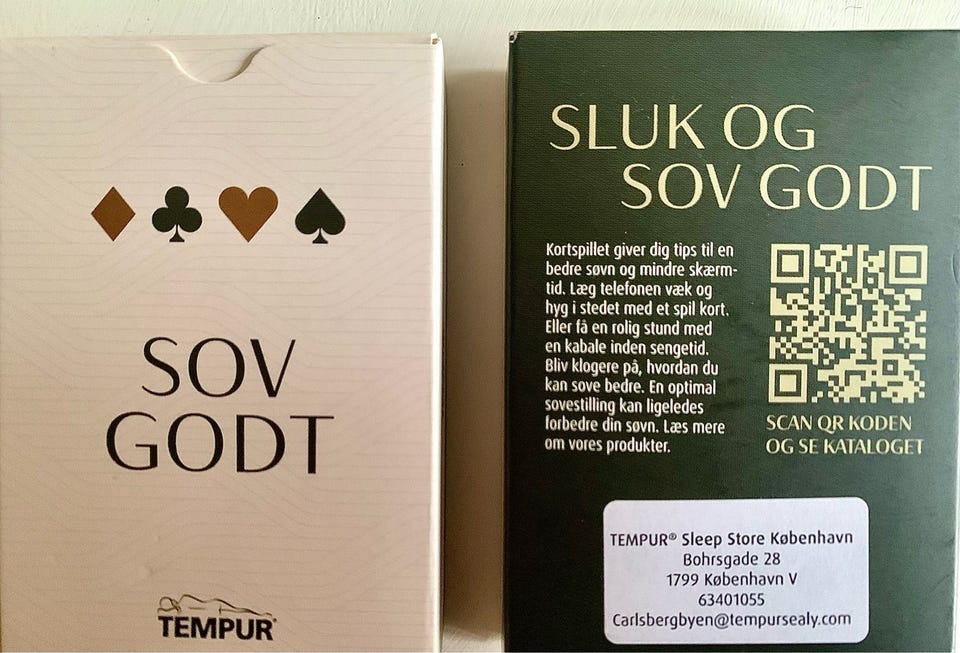 SOV
GODT
TEMPUR®
SLUK OG
SOV GODT
Kortspillet giver dig tips til en
bedre søvn og mindre skærm-
tid. Læg telefonen væk og
hyg i stedet med et spil kort.
Eller få en rolig stund med
en kabale inden sengetid.
Bliv klogere på, hvordan du
kan sove bedre. En optimal
sovestilling kan ligeledes
forbedre din søvn. Læs mere
om vores produkter.
SCAN QR KODEN
OG SE KATALOGET
TEMPUR® Sleep Store København
Bohrsgade 28
1799 København V
63401055
Carlsbergbyen@tempursealy.com